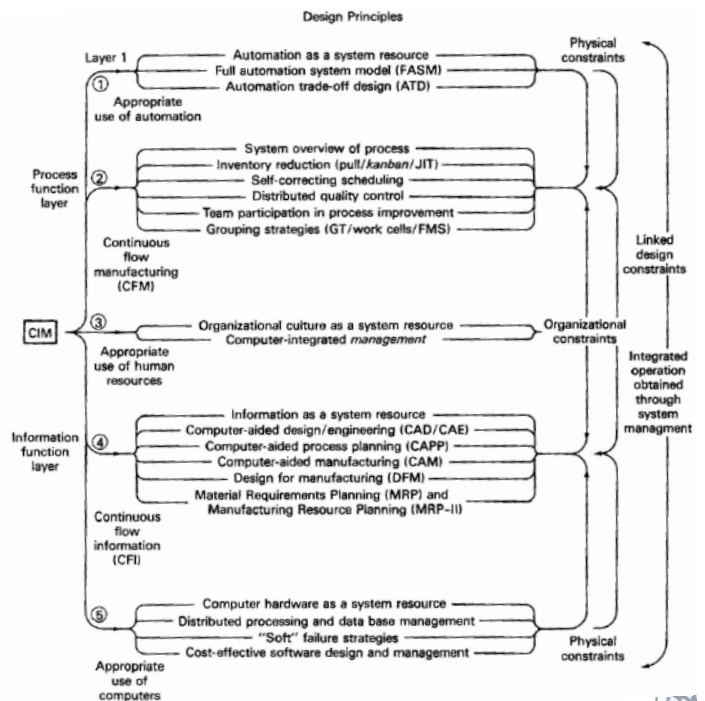 Design Principles
Layer 1
①
Appropriate
use of automation
Automation as a system resource
Full automation system model (FASM)
Automation trade-off design (ATD)
Physical
constraints
Process
function
layer
②
Continuous
flow
manufacturing
(CFM)
System overview of process
Inventory reduction (pull/kanban/JIT)
Self-correcting scheduling
Distributed quality control
Team participation in process improvement
Grouping strategies (GT/work cells/FMS)
Linked
design
constraints
CIM
③
Appropriate
use of human
resources
Organizational culture as a system resource
Computer-integrated management
Organizational
constraints
Integrated
operation
obtained
through
system
managment
Information
function
layer
④
Continuous
flow
information
(CFI)
Information as a system resource
Computer-aided design/engineering (CAD/CAE)
Computer-aided process planning (CAPP)
Computer-aided manufacturing (CAM)
Design for manufacturing (DFM)
Material Requirements Planning (MRP) and
Manufacturing Resource Planning (MRP-II)
⑤
Appropriate
use of
computers
Computer hardware as a system resource
Distributed processing and data base management
"Soft" failure strategies
Cost-effective software design and management
Physical
constraints